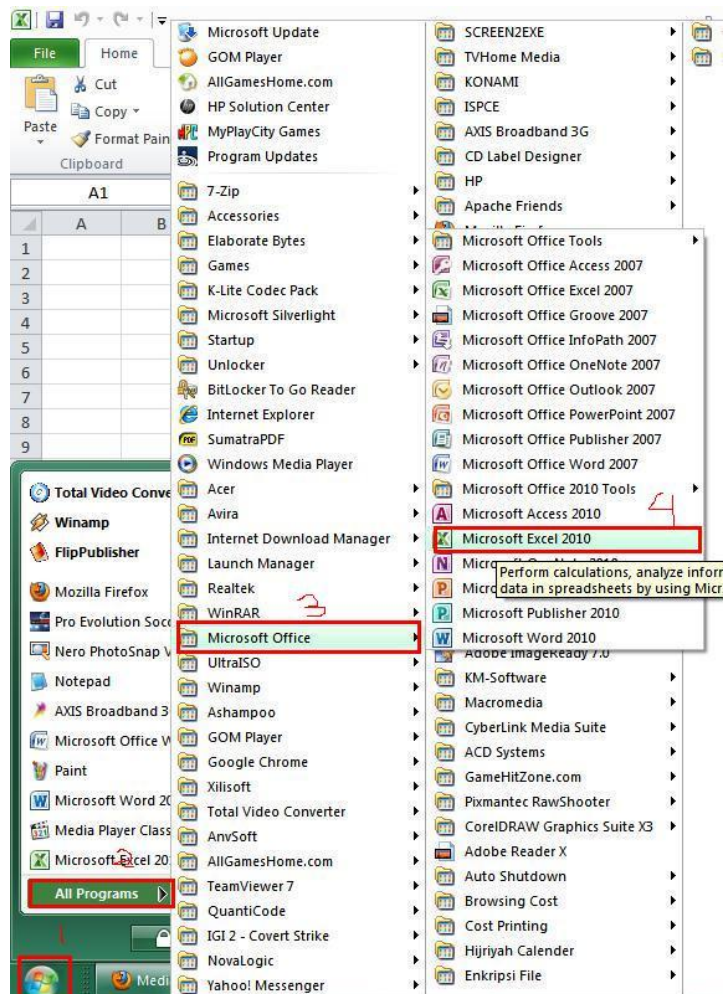 File
Home
Cut
Copy
Paste
Format Pain
Clipboard
A1
A
B
1
2
3
4
5
6
7
8
9
Total Video Conve
Winamp
FlipPublisher
Mozilla Firefox
Pro Evolution Socc
Nero PhotoSnap V
Notepad
AXIS Broadband 3
Microsoft Office W
Paint
Microsoft Word 20
Media Player Class
Microsoft Excel 20
2
All Programs
1
Medi
Microsoft Update
GOM Player
AllGamesHome.com
HP Solution Center
MyPlayCity Games
Program Updates
7-Zip
Accessories
Elaborate Bytes
Games
K-Lite Codec Pack
Microsoft Silverlight
Startup
Unlocker
BitLocker To Go Reader
Internet Explorer
SumatraPDF
Windows Media Player
Acer
Avira
Internet Download Manager
Launch Manager
Realtek
WinRAR
3
Microsoft Office
UltraISO
Winamp
Ashampoo
GOM Player
Google Chrome
Xilisoft
Total Video Converter
AnvSoft
AllGamesHome.com
TeamViewer 7
QuantiCode
IGI 2 - Covert Strike
NovaLogic
Yahoo! Messenger
SCREEN2EXE
TVHome Media
KONAMI
ISPCE
AXIS Broadband 3G
CD Label Designer
HP
Apache Friends
Microsoft Office Tools
Microsoft Office Access 2007
Microsoft Office Excel 2007
Microsoft Office Groove 2007
Microsoft Office InfoPath 2007
Microsoft Office OneNote 2007
Microsoft Office Outlook 2007
Microsoft Office PowerPoint 2007
Microsoft Office Publisher 2007
Microsoft Office Word 2007
Microsoft Office 2010 Tools
4
Microsoft Access 2010
Microsoft Excel 2010
Perform calculations, analyze inforr
data in spreadsheets by using Micr
Microsoft Publisher 2010
Microsoft Word 2010
Adobe ImageReady 7.0
KM-Software
Macromedia
CyberLink Media Suite
ACD Systems
GameHitZone.com
Pixmantec RawShooter
CorelDRAW Graphics Suite X3
Adobe Reader X
Auto Shutdown
Browsing Cost
Cost Printing
Hijriyah Calender
Enkripsi File